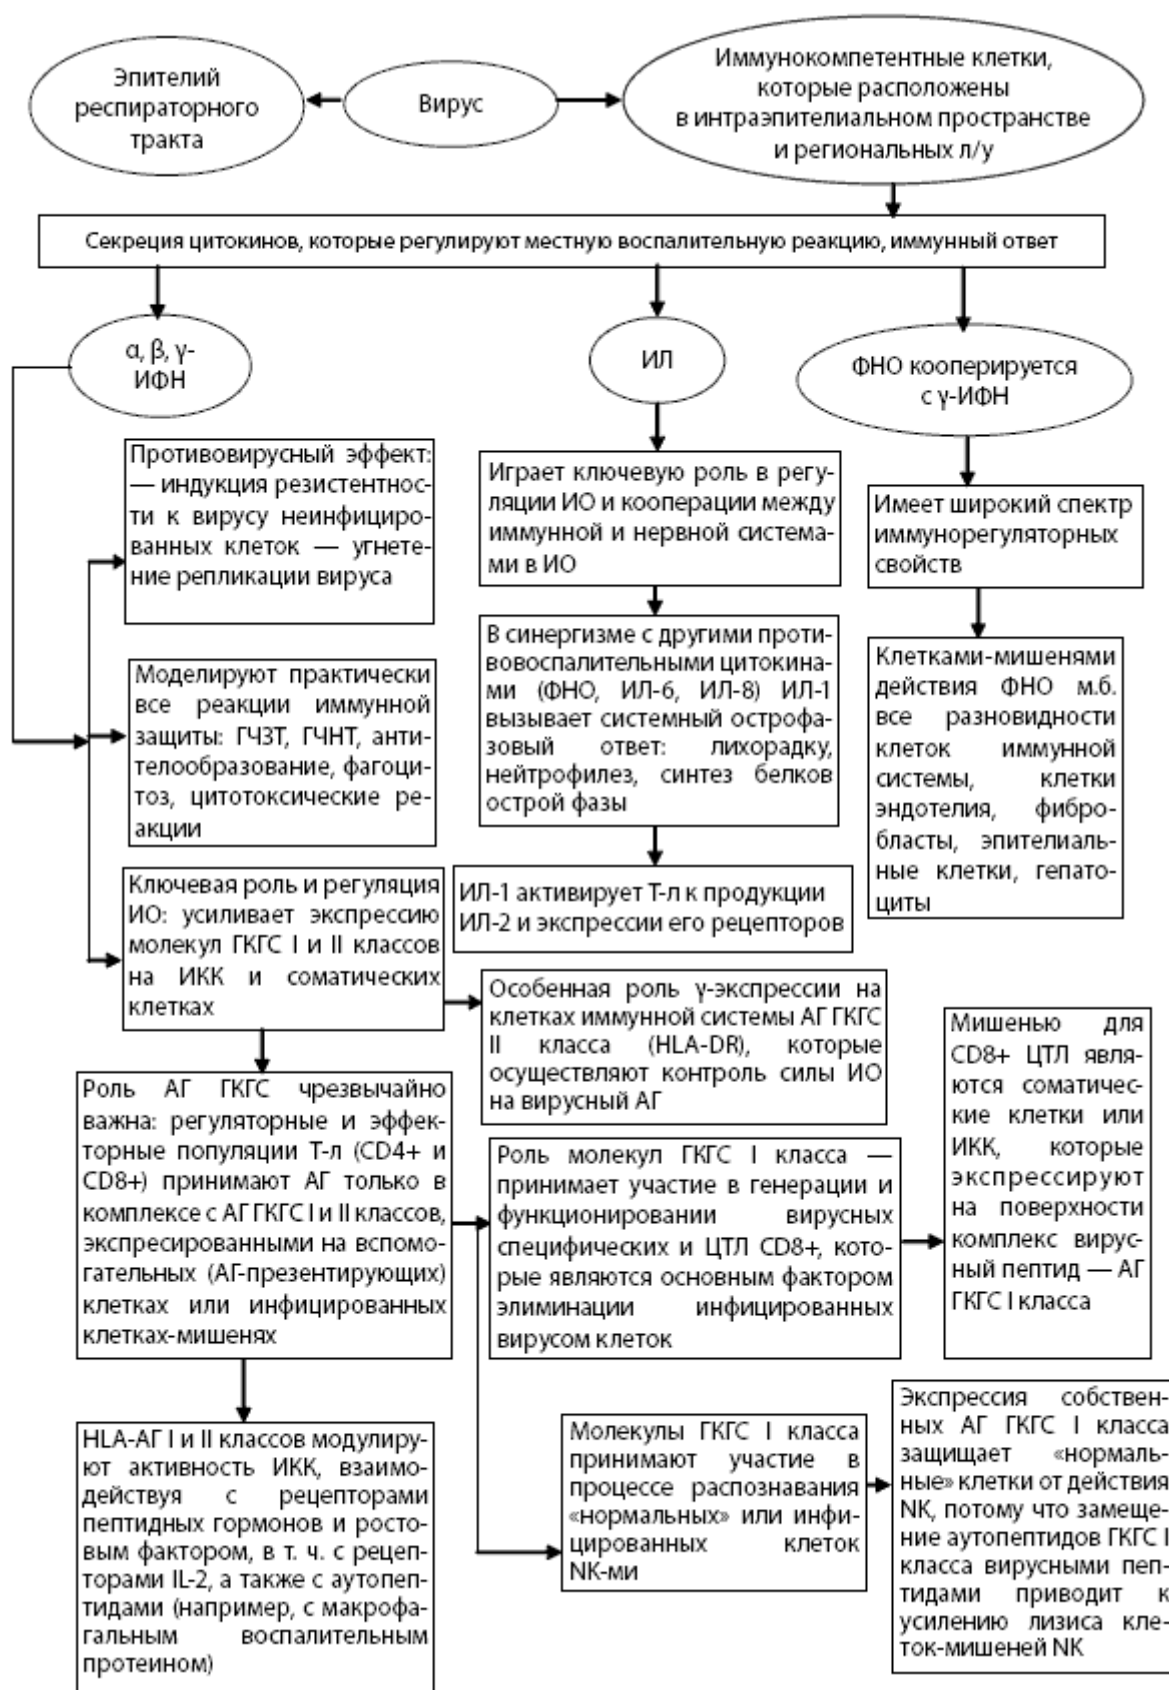 Эпителий
респираторного
тракта
Вирус
Иммунокомпетентные клетки,
которые расположены
в интраэпителиальном пространстве
и региональных л/у
Секреция цитокинов, которые регулируют местную воспалительную реакцию, иммунный ответ
α, β, γ-
ИФН
ИЛ
ФНО кооперируется
с γ-ИФН
Противовирусный эффект:
— индукция резистентнос-
ти к вирусу неинфициро-
ванных клеток — угнете-
ние репликации вируса
Моделируют практически
все реакции иммунной
защиты: ГЧЗТ, ГЧНТ, анти-
телообразование, фагоци-
тоз, цитотоксические ре-
акции
Ключевая роль и регуляция
ИО: усиливает экспрессию
молекул ГКГС I и II классов
на ИКК и соматических
клетках
Играет ключевую роль в регу-
ляции ИО и кооперации между
иммунной и нервной система-
ми в ИО
В синергизме с другими проти-
вовоспалительными цитокина-
ми (ФНО, ИЛ-6, ИЛ-8) ИЛ-1
вызывает системный острофа-
зовый ответ: лихорадку,
нейтрофилез, синтез белков
острой фазы
ИЛ-1 активирует Т-л к продукции
ИЛ-2 и экспрессии его рецепторов
Имеет широкий спектр
иммунорегуляторных
свойств
Клетками-мишенями
действия ФНО м.б.
все разновидности
клеток иммунной
системы, клетки
эндотелия, фибро-
бласты, эпителиаль-
ные клетки, гепато-
циты
Особенная роль γ-экспрессии на
клетках иммунной системы АГ ГКГС
II класса (HLA-DR), которые
осуществляют контроль силы ИО
на вирусный АГ
Роль АГ ГКГС чрезвычайно
важна: регуляторные и эффек-
торные популяции Т-л (CD4+ и
CD8+) принимают АГ только в
комплексе с АГ ГКГС I и II классов,
экспресированными на вспомо-
гательных (АГ-презентирующих)
клетках или инфицированных
клетках-мишенях
Роль молекул ГКГС I класса —
принимает участие в генерации и
функционировании вирусных
специфических и ЦТЛ CD8+, кото-
рые являются основным фактором
элиминации инфицированных
вирусом клеток
Мишенью для
CD8+ ЦТЛ явля-
ются соматичес-
кие клетки или
ИКК, которые
экспрессируют
на поверхности
комплекс вирус-
ный пептид — АГ
ГКГС I класса
HLA-АГ I и II классов модулиру-
ют активность ИКК, взаимо-
действуя с рецепторами
пептидных гормонов и росто-
вым фактором, в т. ч. с рецеп-
торами IL-2, а также с аутопеп-
тидами (например, с макрофа-
гальным воспалительным
протеином)
Молекулы ГКГС I класса
принимают участие в
процессе распознавания
«нормальных» или инфи-
цированных клеток
NK-ми
Экспрессия собствен-
ных АГ ГКГС I класса
защищает «нормаль-
ные» клетки от действия
NK, потому что замеще-
ние аутопептидов ГКГС I
класса вирусными пеп-
тидами приводит к
усилению лизиса кле-
ток-мишеней NK